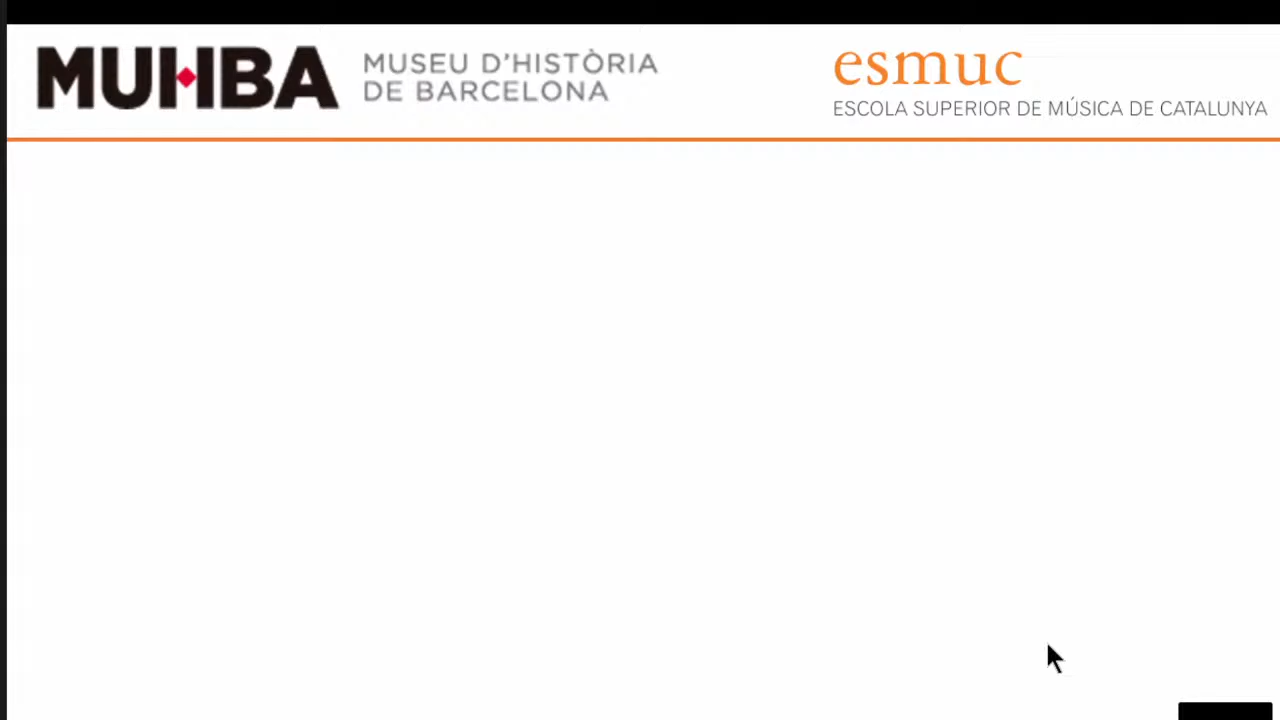 MUHBA
MUSEU D'HISTÒRIA
DE BARCELONA
esmuc
ESCOLA SUPERIOR DE MÚSICA DE CATALUNYA